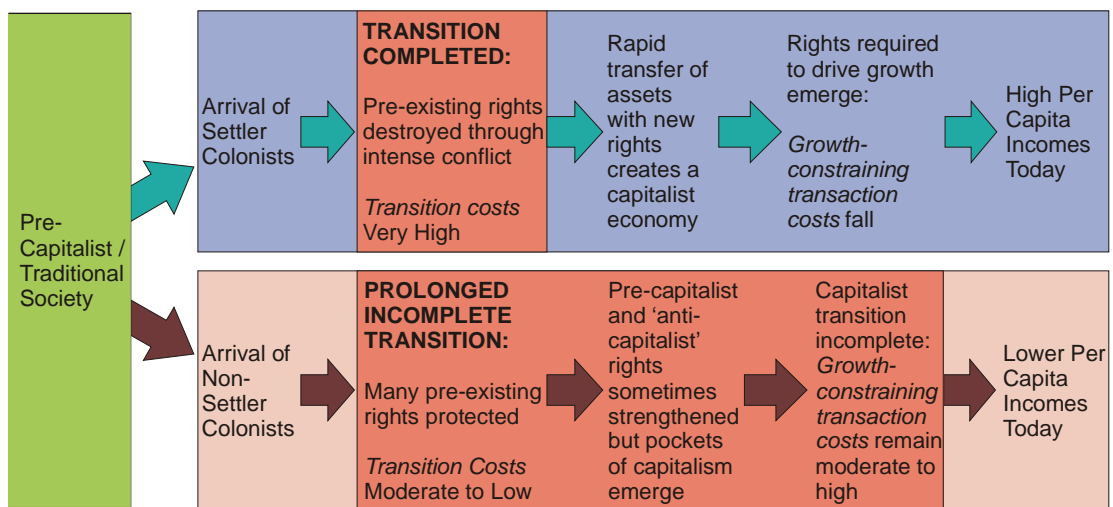 Pre-
Capitalist /
Traditional
Society
Arrival of
Settler
Colonists
TRANSITION
COMPLETED:
Pre-existing rights
destroyed through
intense conflict
Transition costs
Very High
Rapid
transfer of
assets
with new
rights
creates a
capitalist
economy
Rights required
to drive growth
emerge:
Growth-
constraining
transaction
costs fall
High Per
Capita
Incomes
Today
Arrival of
Non-
Settler
Colonists
PROLONGED
INCOMPLETE
TRANSITION:
Many pre-existing
rights protected
Transition Costs
Moderate to Low
Pre-capitalist
and ‘anti-
capitalist’ rights
sometimes
strengthened
but pockets
of capitalism
emerge
Capitalist
transition
incomplete:
Growth-
constraining
transaction
costs remain
moderate to
high
Lower Per
Capita
Incomes
Today